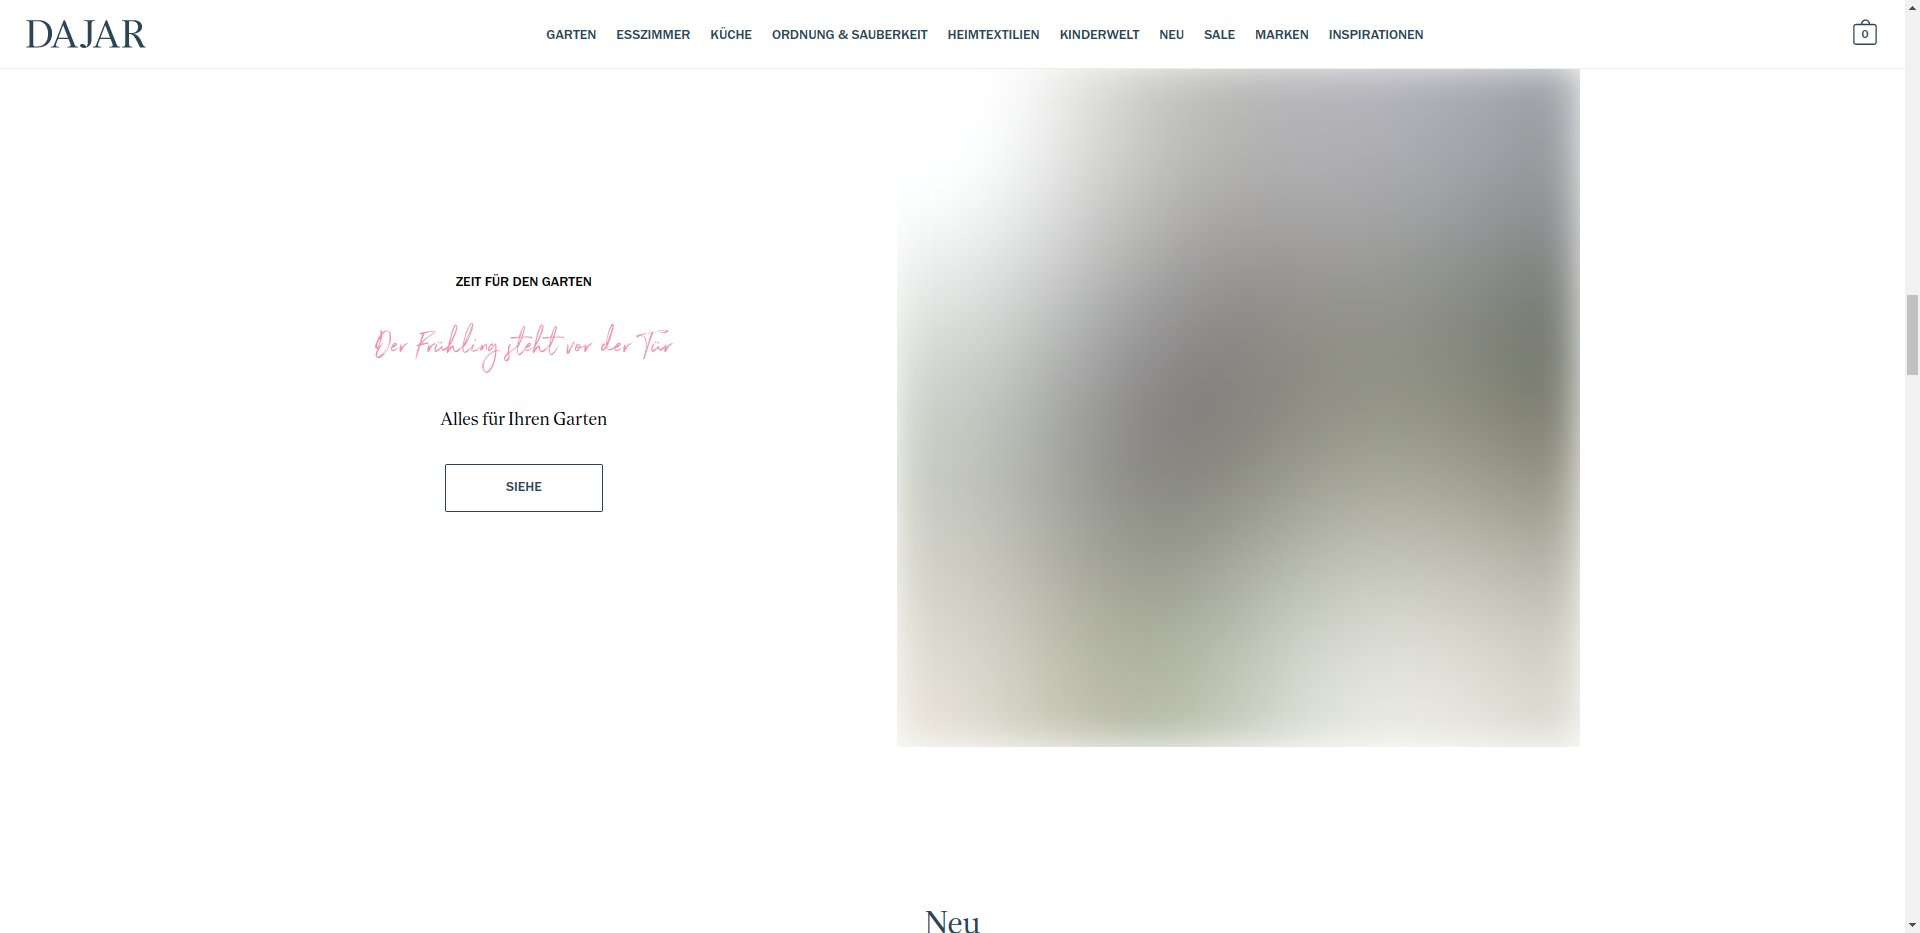 DAJAR
GARTEN ESSZIMMER KÜCHE ORDNUNG & SAUBERKEIT HEIMTEXTILIEN KINDERWELT NEU SALE MARKEN INSPIRATIONEN
0
ZEIT FÜR DEN GARTEN
Der Frühling steht vor der Tür
Alles für Ihren Garten
SIEHE
Neu